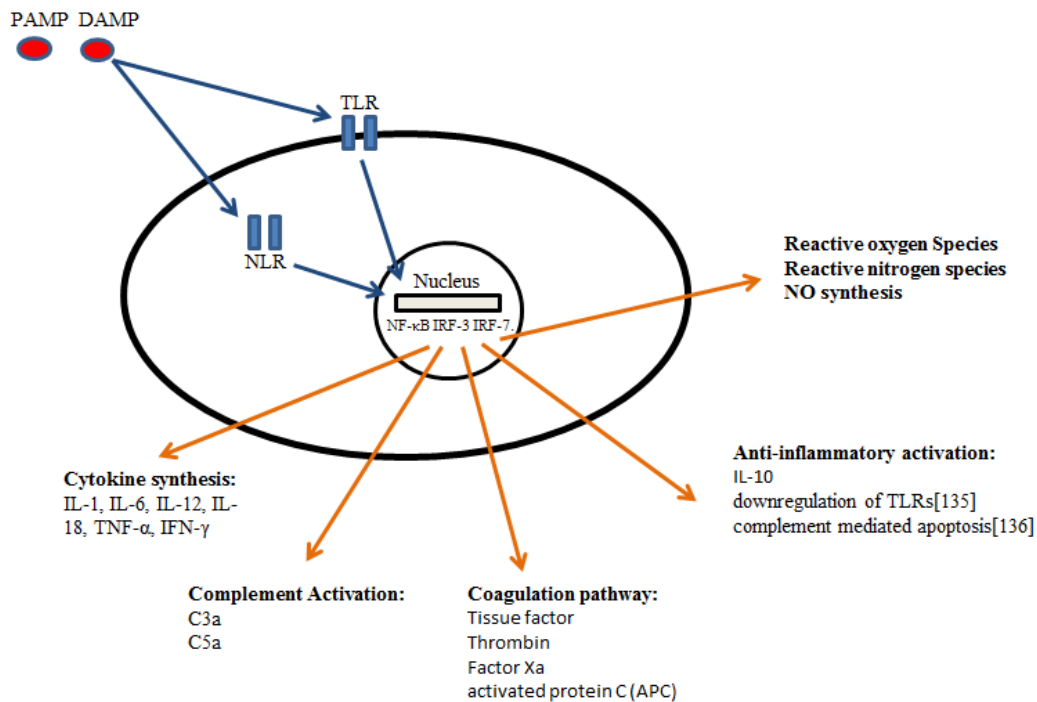 PAMP DAMP
TLR
NLR
Nucleus
NF-κB IRF-3 IRF-7.
Reactive oxygen Species
Reactive nitrogen species
NO synthesis
Cytokine synthesis:
IL-1, IL-6, IL-12, IL-
18, TNF-α, IFN-γ
Anti-inflammatory activation:
IL-10
downregulation of TLRs[135]
complement mediated apoptosis[136]
Complement Activation:
C3a
C5a
Coagulation pathway:
Tissue factor
Thrombin
Factor Xa
activated protein C (APC)